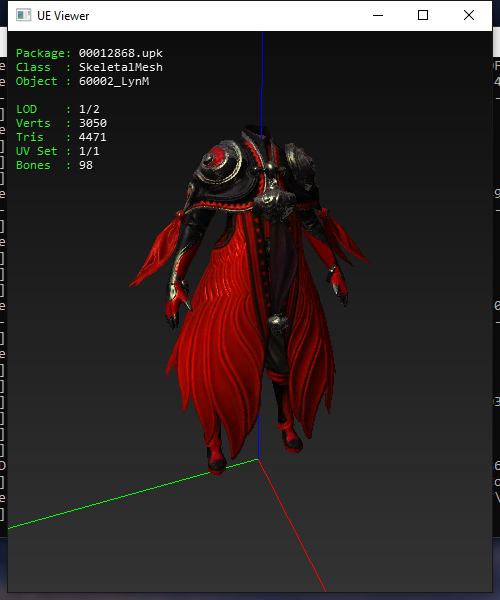 UE Viewer
Package: 00012868.upk
Class : SkeletalMesh
Object : 60002_LynM
LOD : 1/2
Verts : 3050
Tris : 4471
UV Set : 1/1
Bones : 98